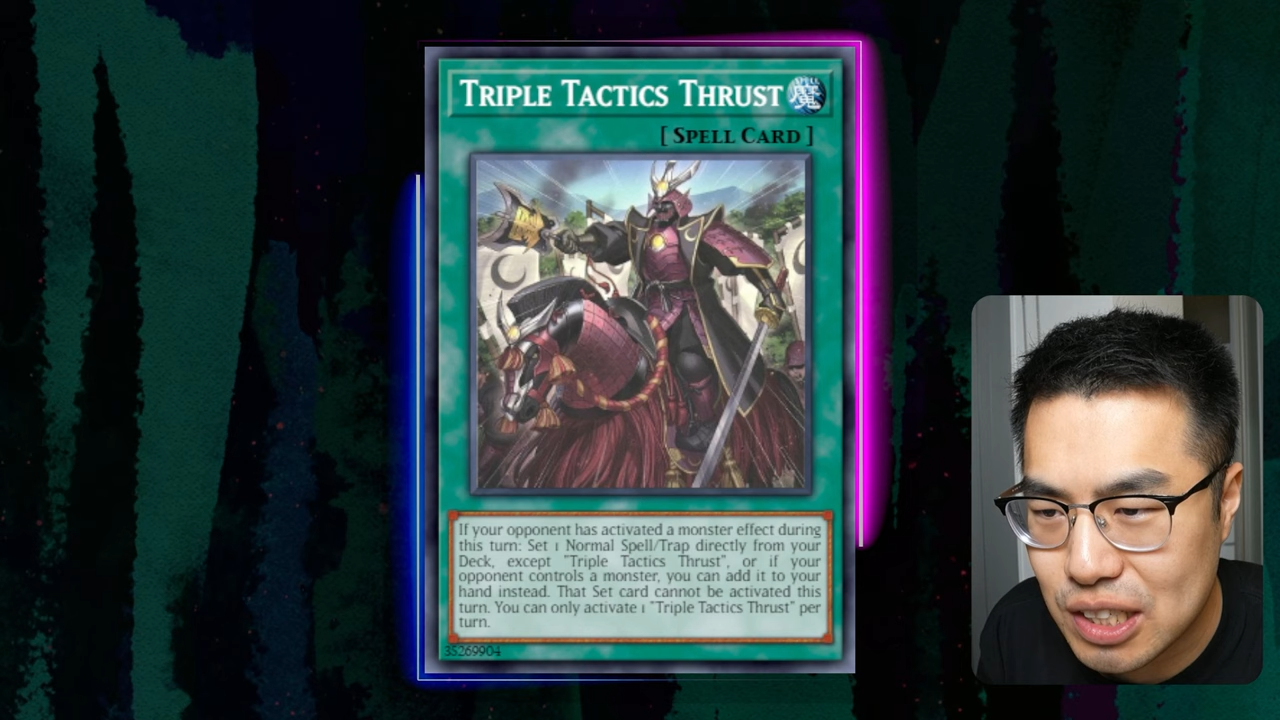 TRIPLE TACTICS THRUST 魔
[ SPELL CARD ]
If your opponent has activated a monster effect during
this turn: Set 1 Normal Spell/Trap directly from your
Deck, except "Triple Tactics Thrust", or if your
opponent controls a monster, you can add it to your
hand instead. That Set card cannot be activated this
turn. You can only activate 1 "Triple Tactics Thrust" per
turn.
35269904